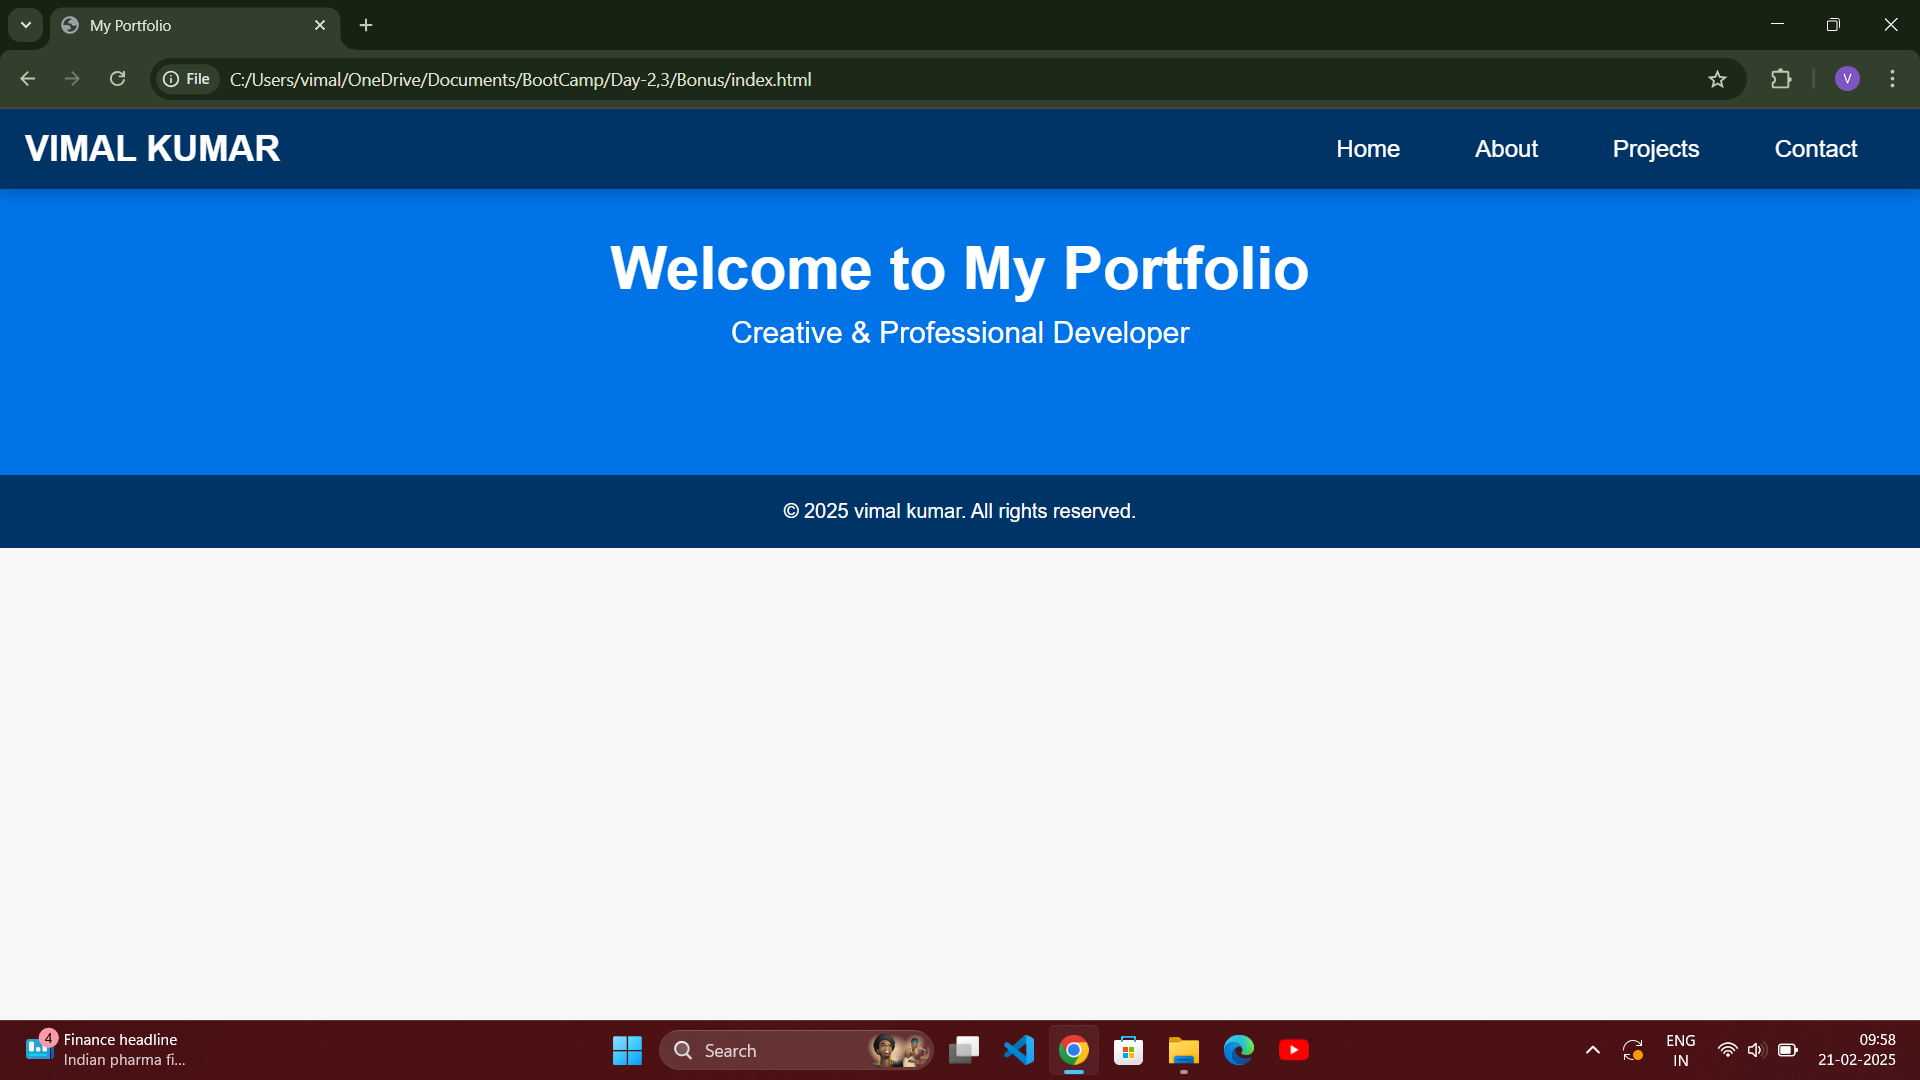 My Portfolio
File C:/Users/vimal/OneDrive/Documents/BootCamp/Day-2,3/Bonus/index.html
V
VIMAL KUMAR
Home About Projects Contact
Welcome to My Portfolio
Creative & Professional Developer
© 2025 vimal kumar. All rights reserved.
4
Finance headline
Indian pharma fi...
Search
ENG
IN
09:58
21-02-2025